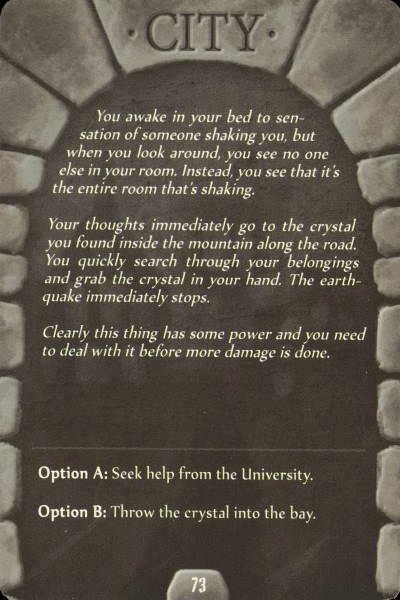 · CITY ·
You awake in your bed to sen-
sation of someone shaking you, but
when you look around, you see no one
else in your room. Instead, you see that it's
the entire room that's shaking.
Your thoughts immediately go to the crystal
you found inside the mountain along the road.
You quickly search through your belongings
and grab the crystal in your hand. The earth-
quake immediately stops.
Clearly this thing has some power and you need
to deal with it before more damage is done.
Option A: Seek help from the University.
Option B: Throw the crystal into the bay.
73